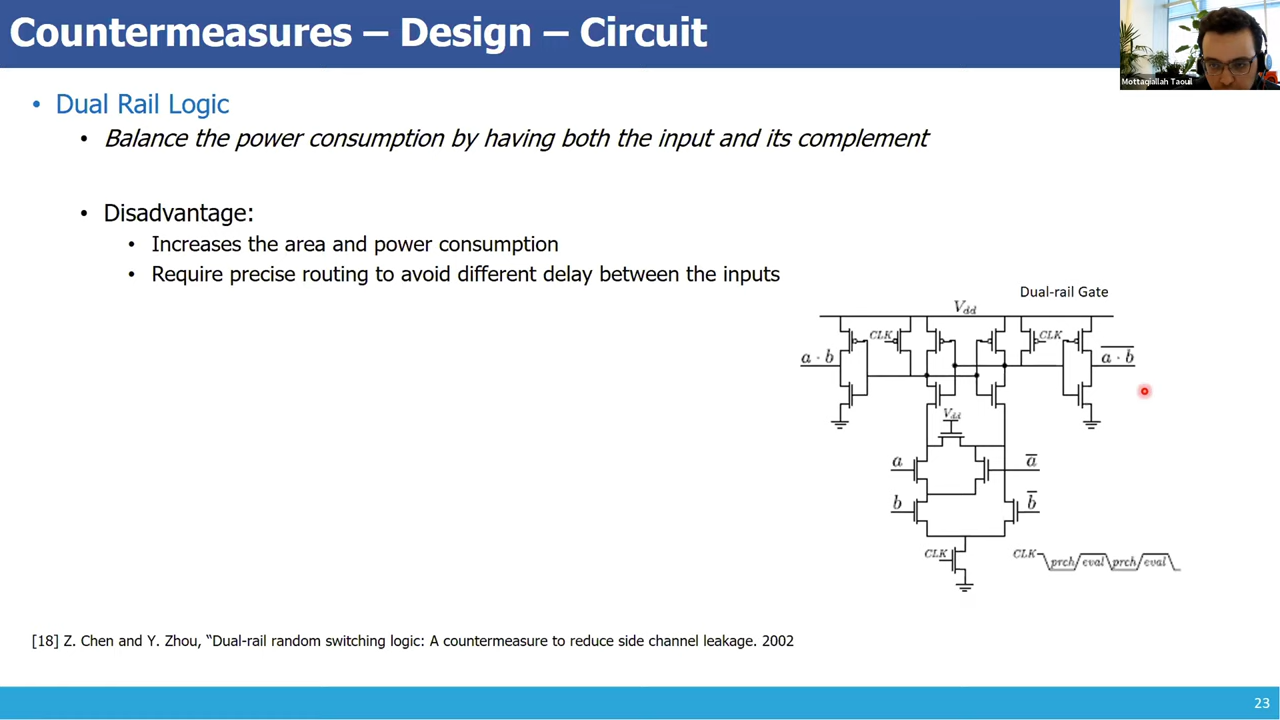 Countermeasures – Design – Circuit
Mottaqiallah Taouil
• Dual Rail Logic
• Balance the power consumption by having both the input and its complement
• Disadvantage:
• Increases the area and power consumption
• Require precise routing to avoid different delay between the inputs
Dual-rail Gate
Vdd
CLK
CLK
a · b
a̅ ·̅ b̅
Vdd
a
a̅
b
b̅
CLK
CLK
prch eval prch eval
[18] Z. Chen and Y. Zhou, “Dual-rail random switching logic: A countermeasure to reduce side channel leakage. 2002
23